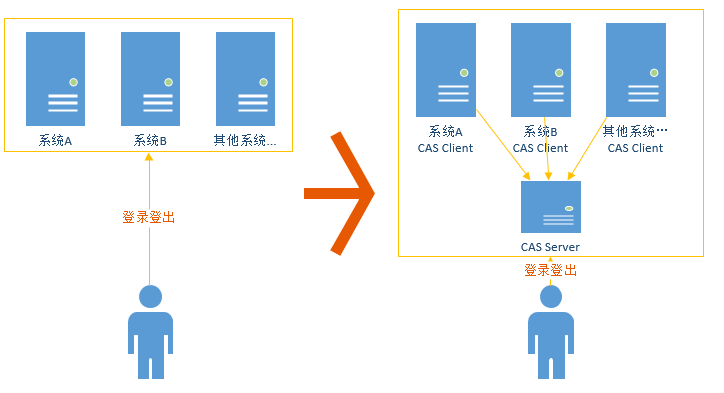 系统A
系统B
其他系统...
登录登出
系统A
CAS Client
系统B
CAS Client
其他系统…
CAS Client
CAS Server
登录登出